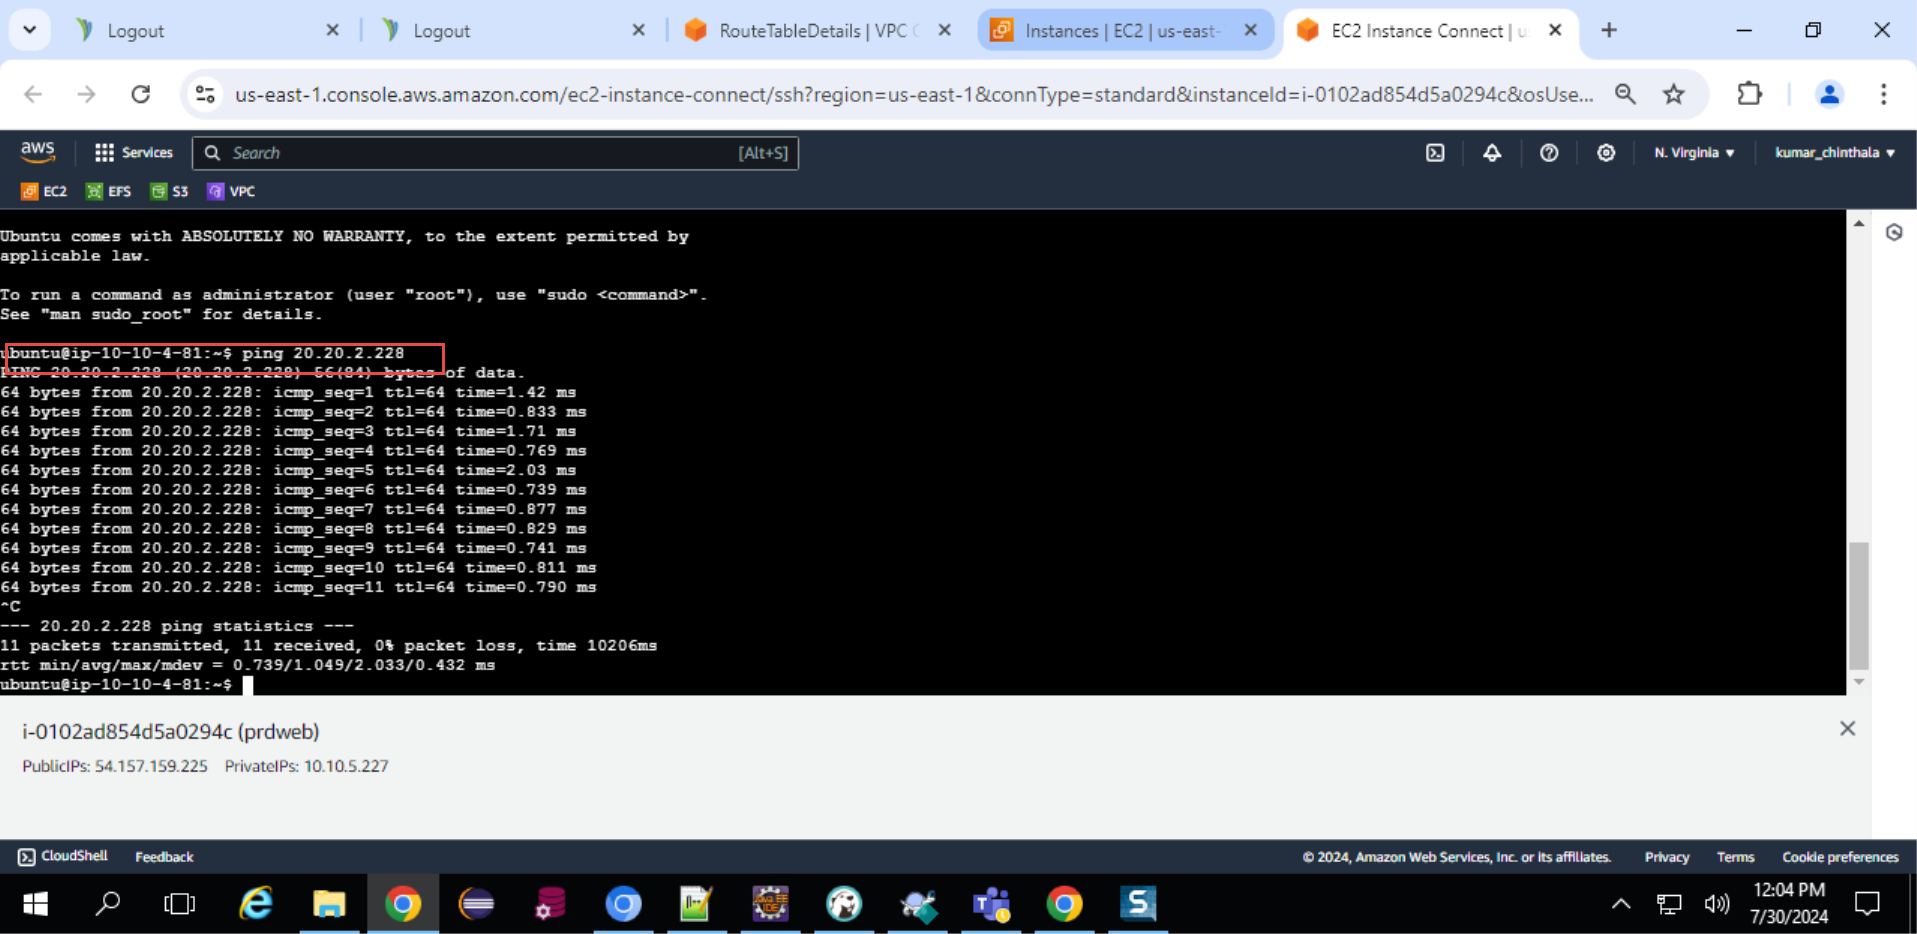 Logout
Logout
RouteTableDetails | VPC
Instances | EC2 | us-east-
EC2 Instance Connect | u
us-east-1.console.aws.amazon.com/ec2-instance-connect/ssh?region=us-east-1&connType=standard&instanceId=i-0102ad854d5a0294c&osUse...
aws
Services
Search
[Alt+S]
N. Virginia
kumar_chinthala
EC2
EFS
S3
VPC
Ubuntu comes with ABSOLUTELY NO WARRANTY, to the extent permitted by
applicable law.
To run a command as administrator (user "root"), use "sudo <command>".
See "man sudo_root" for details.
ubuntu@ip-10-10-4-81:~$ ping 20.20.2.228
PING 20.20.2.228 (20.20.2.228) 56(84) bytes of data.
64 bytes from 20.20.2.228: icmp_seq=1 ttl=64 time=1.42 ms
64 bytes from 20.20.2.228: icmp_seq=2 ttl=64 time=0.833 ms
64 bytes from 20.20.2.228: icmp_seq=3 ttl=64 time=1.71 ms
64 bytes from 20.20.2.228: icmp_seq=4 ttl=64 time=0.769 ms
64 bytes from 20.20.2.228: icmp_seq=5 ttl=64 time=2.03 ms
64 bytes from 20.20.2.228: icmp_seq=6 ttl=64 time=0.739 ms
64 bytes from 20.20.2.228: icmp_seq=7 ttl=64 time=0.877 ms
64 bytes from 20.20.2.228: icmp_seq=8 ttl=64 time=0.829 ms
64 bytes from 20.20.2.228: icmp_seq=9 ttl=64 time=0.741 ms
64 bytes from 20.20.2.228: icmp_seq=10 ttl=64 time=0.811 ms
64 bytes from 20.20.2.228: icmp_seq=11 ttl=64 time=0.790 ms
^C
--- 20.20.2.228 ping statistics ---
11 packets transmitted, 11 received, 0% packet loss, time 10206ms
rtt min/avg/max/mdev = 0.739/1.049/2.033/0.432 ms
ubuntu@ip-10-10-4-81:~$
i-0102ad854d5a0294c (prdweb)
PublicIPs: 54.157.159.225 PrivateIPs: 10.10.5.227
CloudShell
Feedback
© 2024, Amazon Web Services, Inc. or its affiliates.
Privacy
Terms
Cookie preferences
12:04 PM
7/30/2024